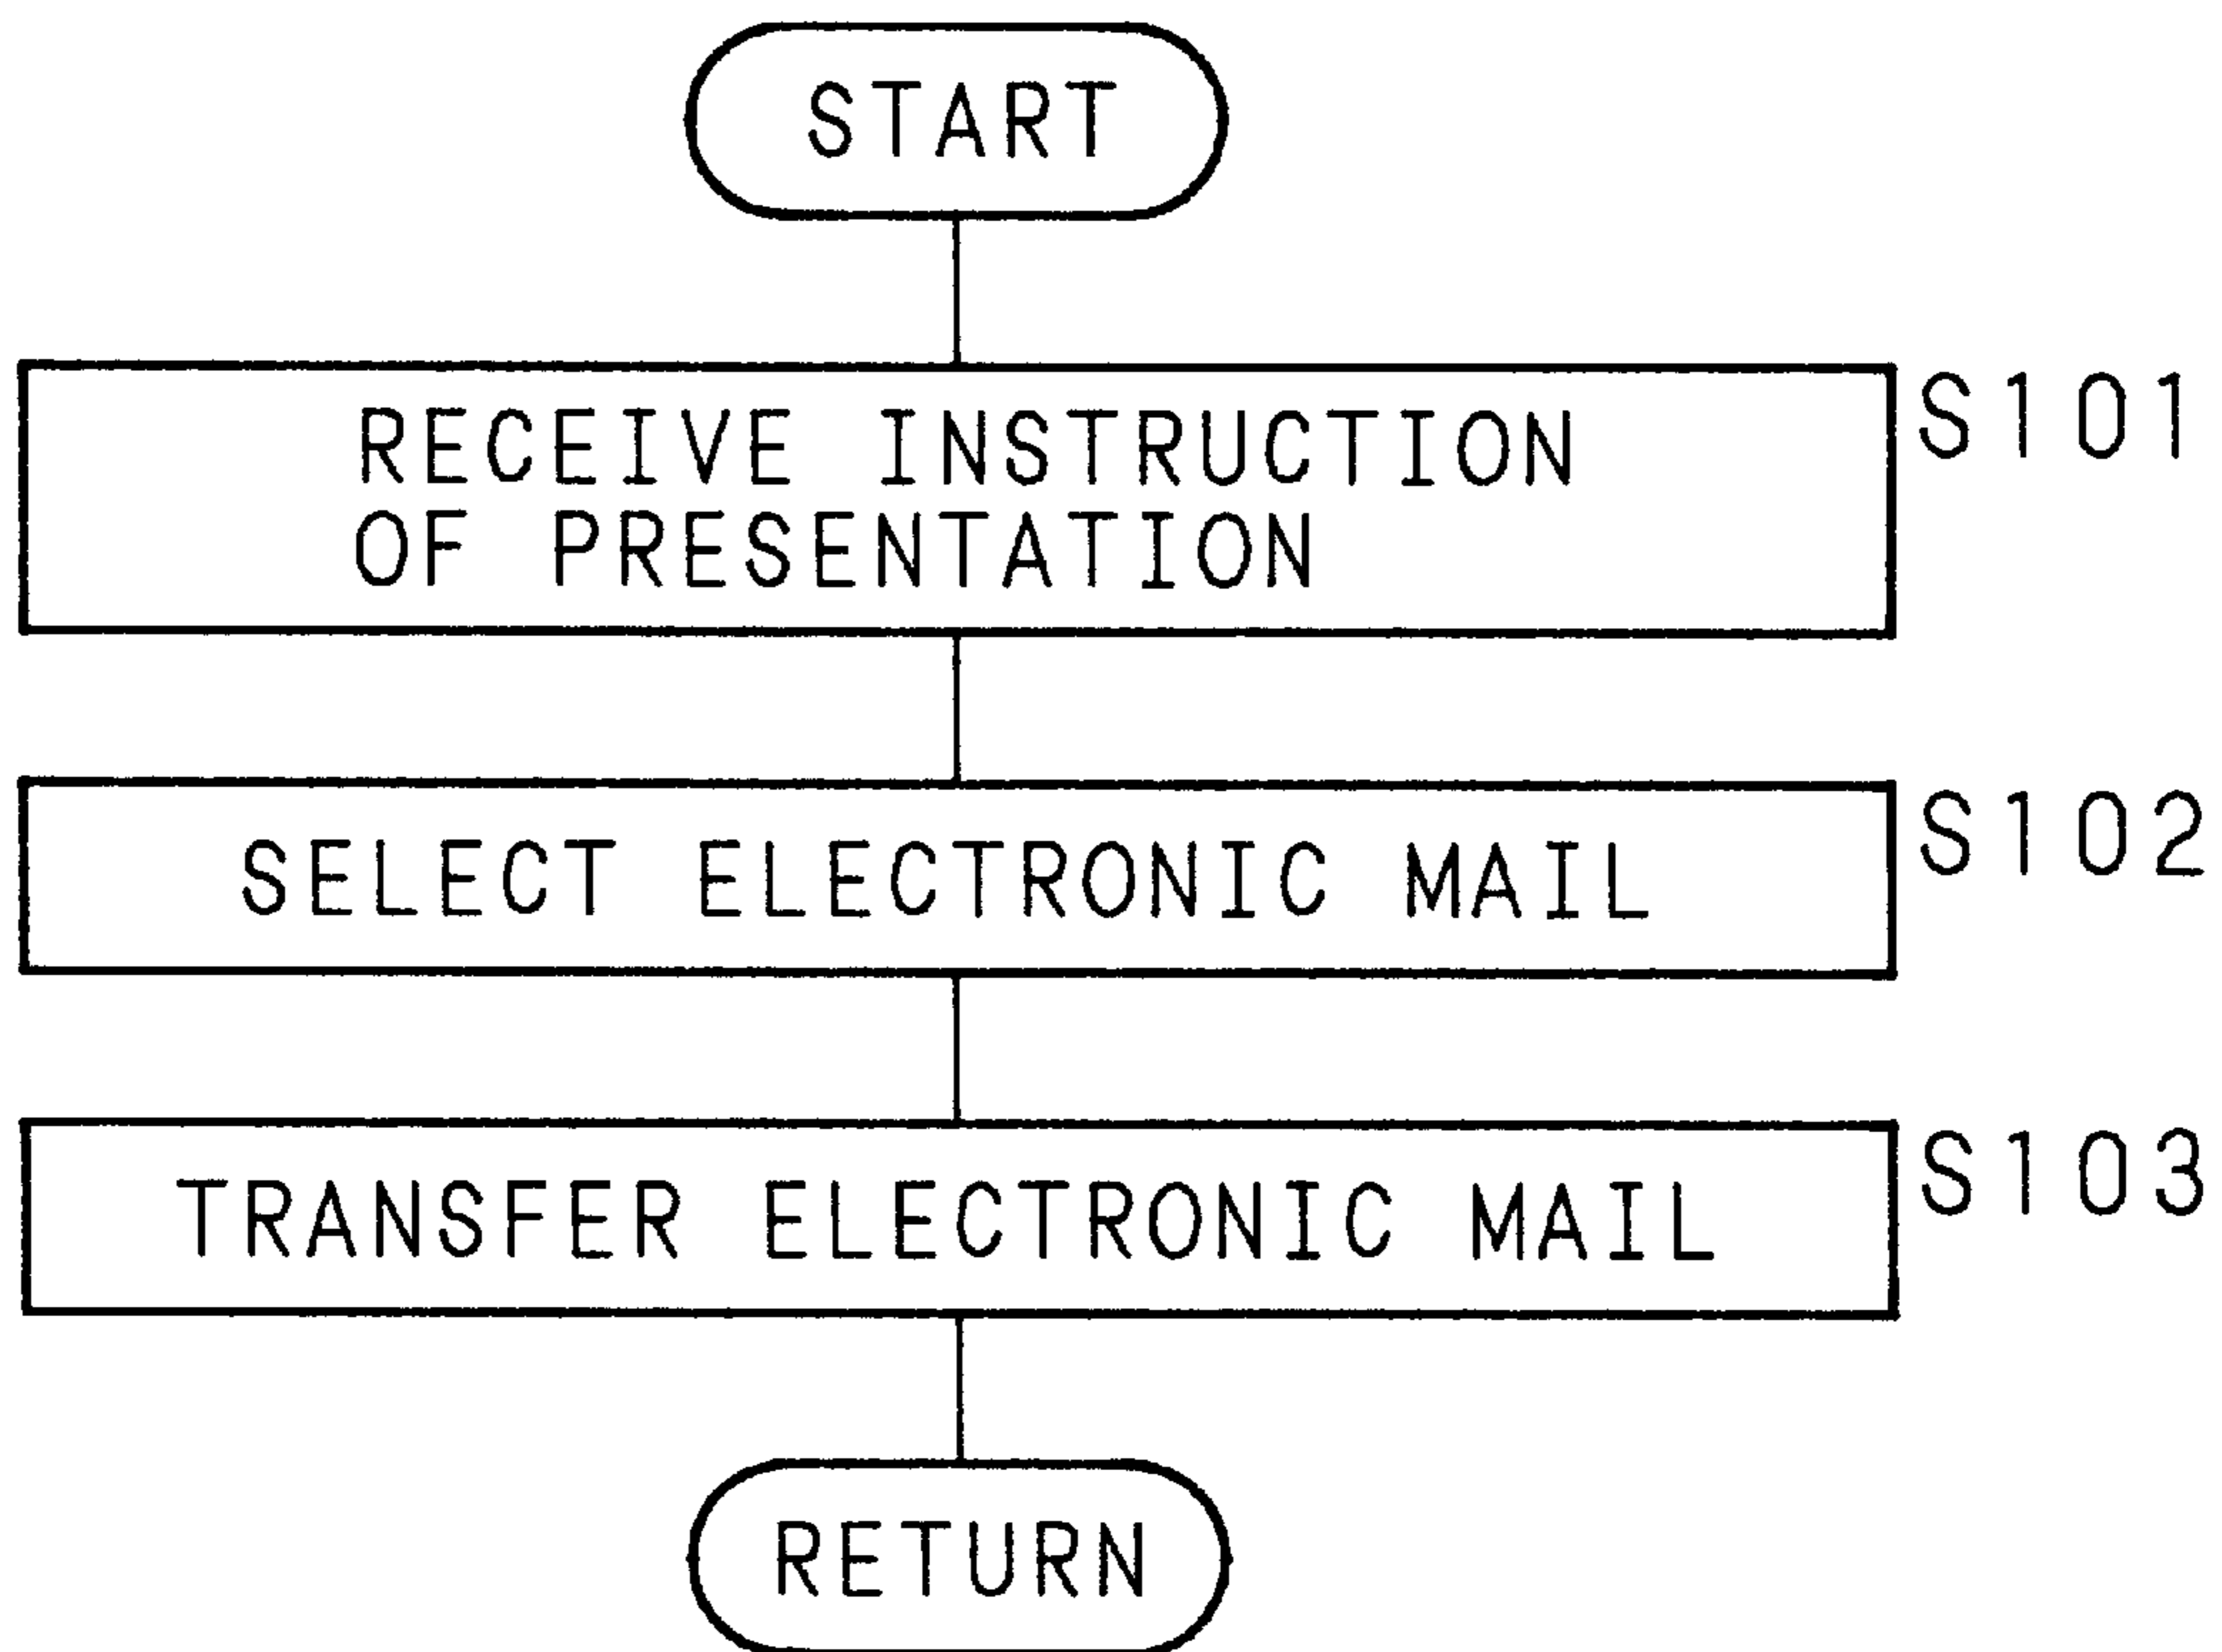 START
RECEIVE INSTRUCTION
OF PRESENTATION
S101
SELECT ELECTRONIC MAIL
S102
TRANSFER ELECTRONIC MAIL
S103
RETURN